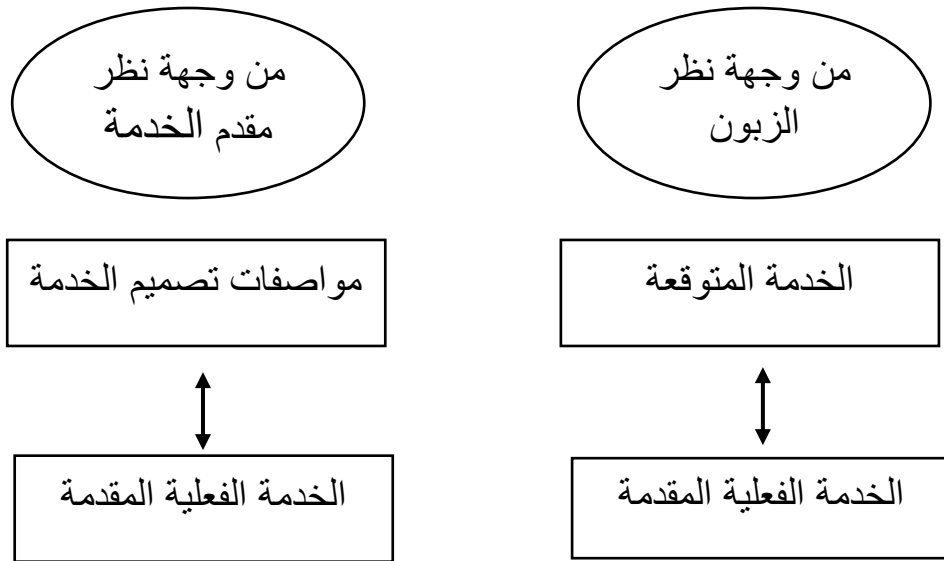 من وجهة نظر
الزبون
من وجهة نظر
مقدم الخدمة
الخدمة المتوقعة
مواصفات تصميم الخدمة
الخدمة الفعلية المقدمة
الخدمة الفعلية المقدمة